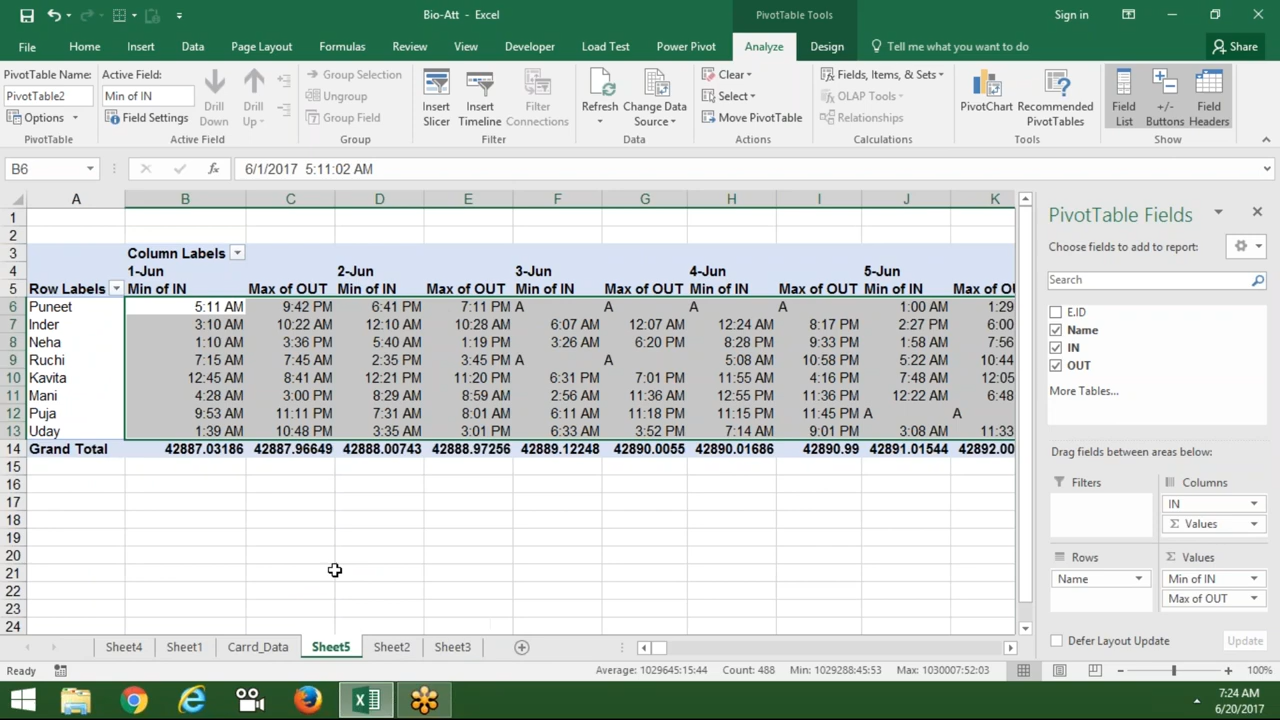 Bio-Att - Excel
PivotTable Tools
Sign in
File Home Insert Data Page Layout Formulas Review View Developer Load Test Power Pivot Analyze Design Tell me what you want to do Share
PivotTable Name:
PivotTable2
Options
PivotTable
Active Field:
Min of IN
Field Settings
Drill Down
Drill Up
Active Field
Group Selection
Ungroup
Group Field
Group
Insert Slicer
Insert Timeline
Filter Connections
Filter
Refresh
Change Data Source
Data
Clear
Select
Move PivotTable
Actions
Fields, Items, & Sets
OLAP Tools
Relationships
Calculations
PivotChart
Recommended PivotTables
Tools
Field List
+/- Buttons
Field Headers
Show
B6
fx
6/1/2017 5:11:02 AM
A B C D E F G H I J K
1
2
3 Column Labels
4 1-Jun 2-Jun 3-Jun 4-Jun 5-Jun
5 Row Labels Min of IN Max of OUT Min of IN Max of OUT Min of IN Max of OUT Min of IN Max of OUT Min of IN Max of OU
6 Puneet 5:11 AM 9:42 PM 6:41 PM 7:11 PM A A A A 1:00 AM 1:29
7 Inder 3:10 AM 10:22 PM 12:10 AM 10:28 PM 6:07 AM 12:07 AM 12:24 AM 8:17 PM 2:27 PM 6:00
8 Neha 1:10 AM 3:36 PM 5:40 AM 1:19 PM 3:26 AM 6:20 PM 8:28 PM 9:33 PM 1:58 AM 7:56
9 Ruchi 7:15 AM 7:45 AM 2:35 PM 3:45 PM A A 5:08 AM 10:58 PM 5:22 AM 10:44
10 Kavita 12:45 AM 8:41 AM 12:21 PM 11:20 PM 6:31 PM 7:01 PM 11:55 AM 4:16 PM 7:48 AM 12:05
11 Mani 4:28 AM 3:00 PM 8:29 AM 8:59 AM 2:56 AM 11:36 AM 12:55 PM 11:36 PM 12:22 AM 6:48
12 Puja 9:53 AM 11:11 PM 7:31 AM 8:01 AM 6:11 AM 11:18 PM 11:15 PM 11:45 PM A A
13 Uday 1:39 AM 10:48 PM 3:35 AM 3:01 PM 6:33 AM 3:52 PM 7:14 AM 9:01 PM 3:08 AM 11:33
14 Grand Total 42887.03186 42887.96649 42888.00743 42888.97256 42889.12248 42890.0055 42890.01686 42890.99 42891.01544 42892.00
15
16
17
18
19
20
21
22
23
24
PivotTable Fields
Choose fields to add to report:
Search
E.ID
Name
IN
OUT
More Tables...
Drag fields between areas below:
Filters
Columns
IN
Σ Values
Rows
Name
Σ Values
Min of IN
Max of OUT
Defer Layout Update
Update
Sheet4 Sheet1 Carrd_Data Sheet5 Sheet2 Sheet3
Ready
Average: 1029645:15:44 Count: 488 Min: 1029288:45:53 Max: 1030007:52:03
100%
7:24 AM
6/20/2017